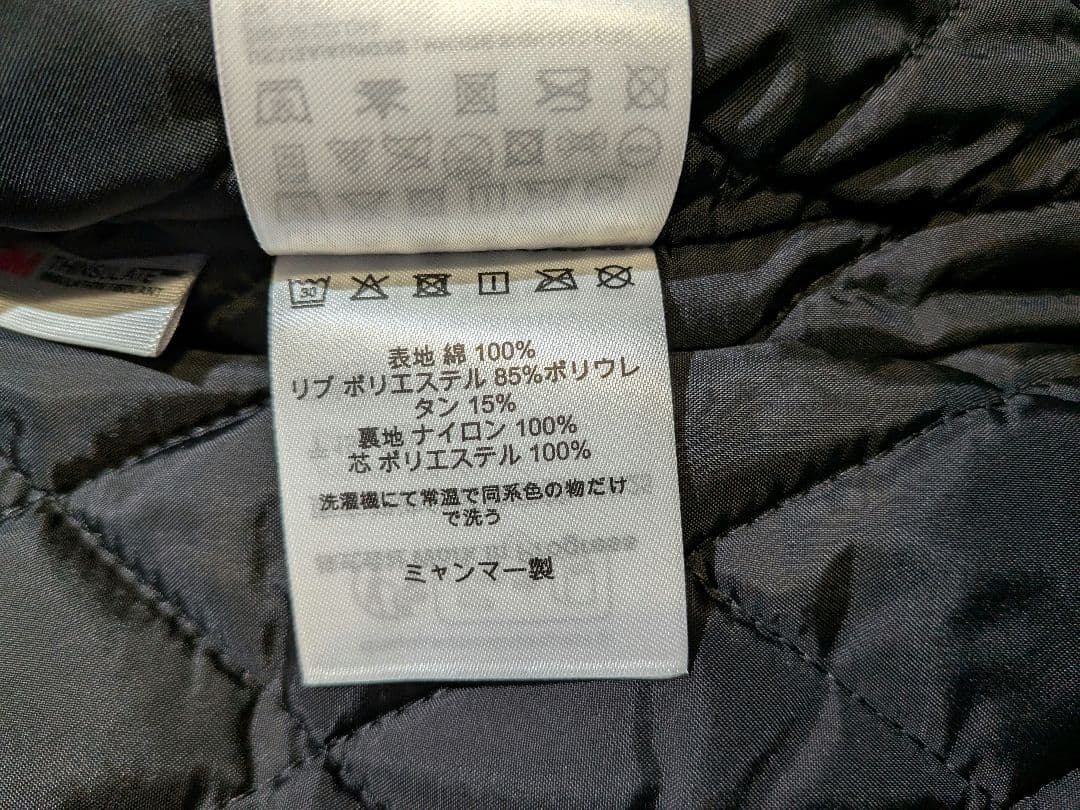 THINSULATE
30
表地 綿 100%
リブ ポリエステル 85%ポリウレ
タン 15%
裏地 ナイロン 100%
芯 ポリエステル 100%
洗濯機にて常温で同系色の物だけ
で洗う
ミャンマー製